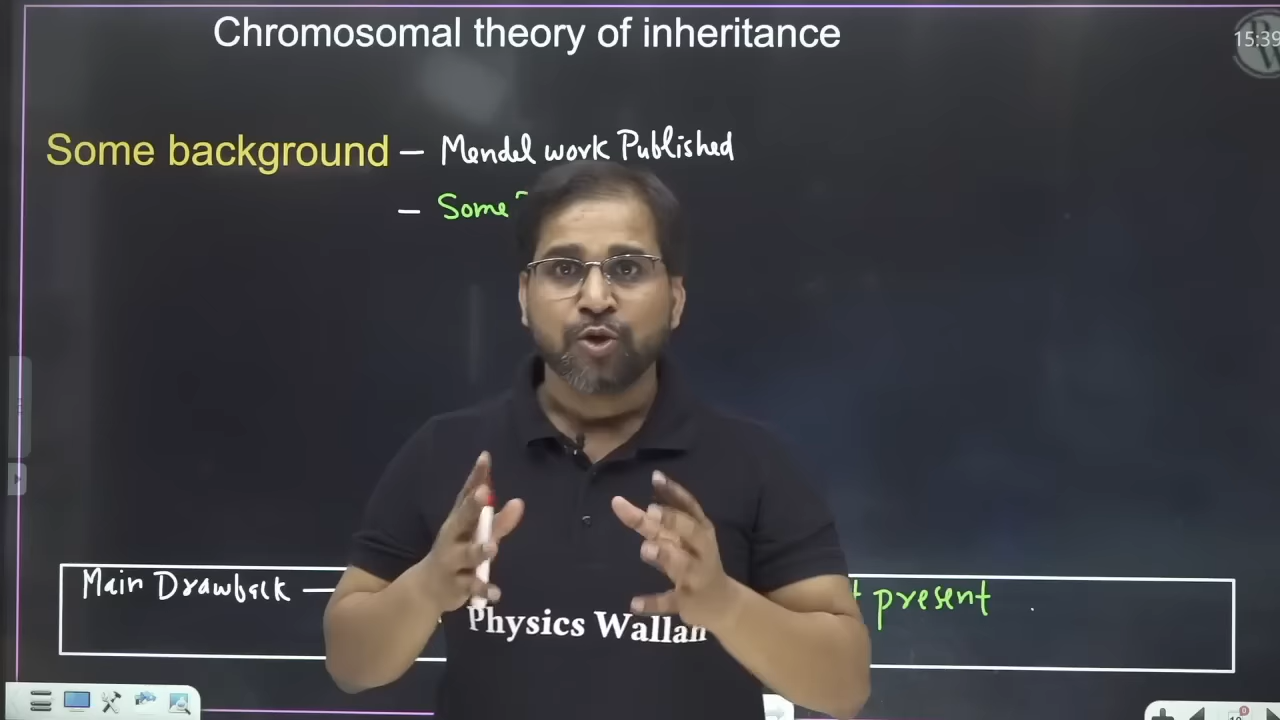 Chromosomal theory of inheritance
15:39
Some background – Mendel work Published
– Some
Main Drawback –
present .
Physics Wallah